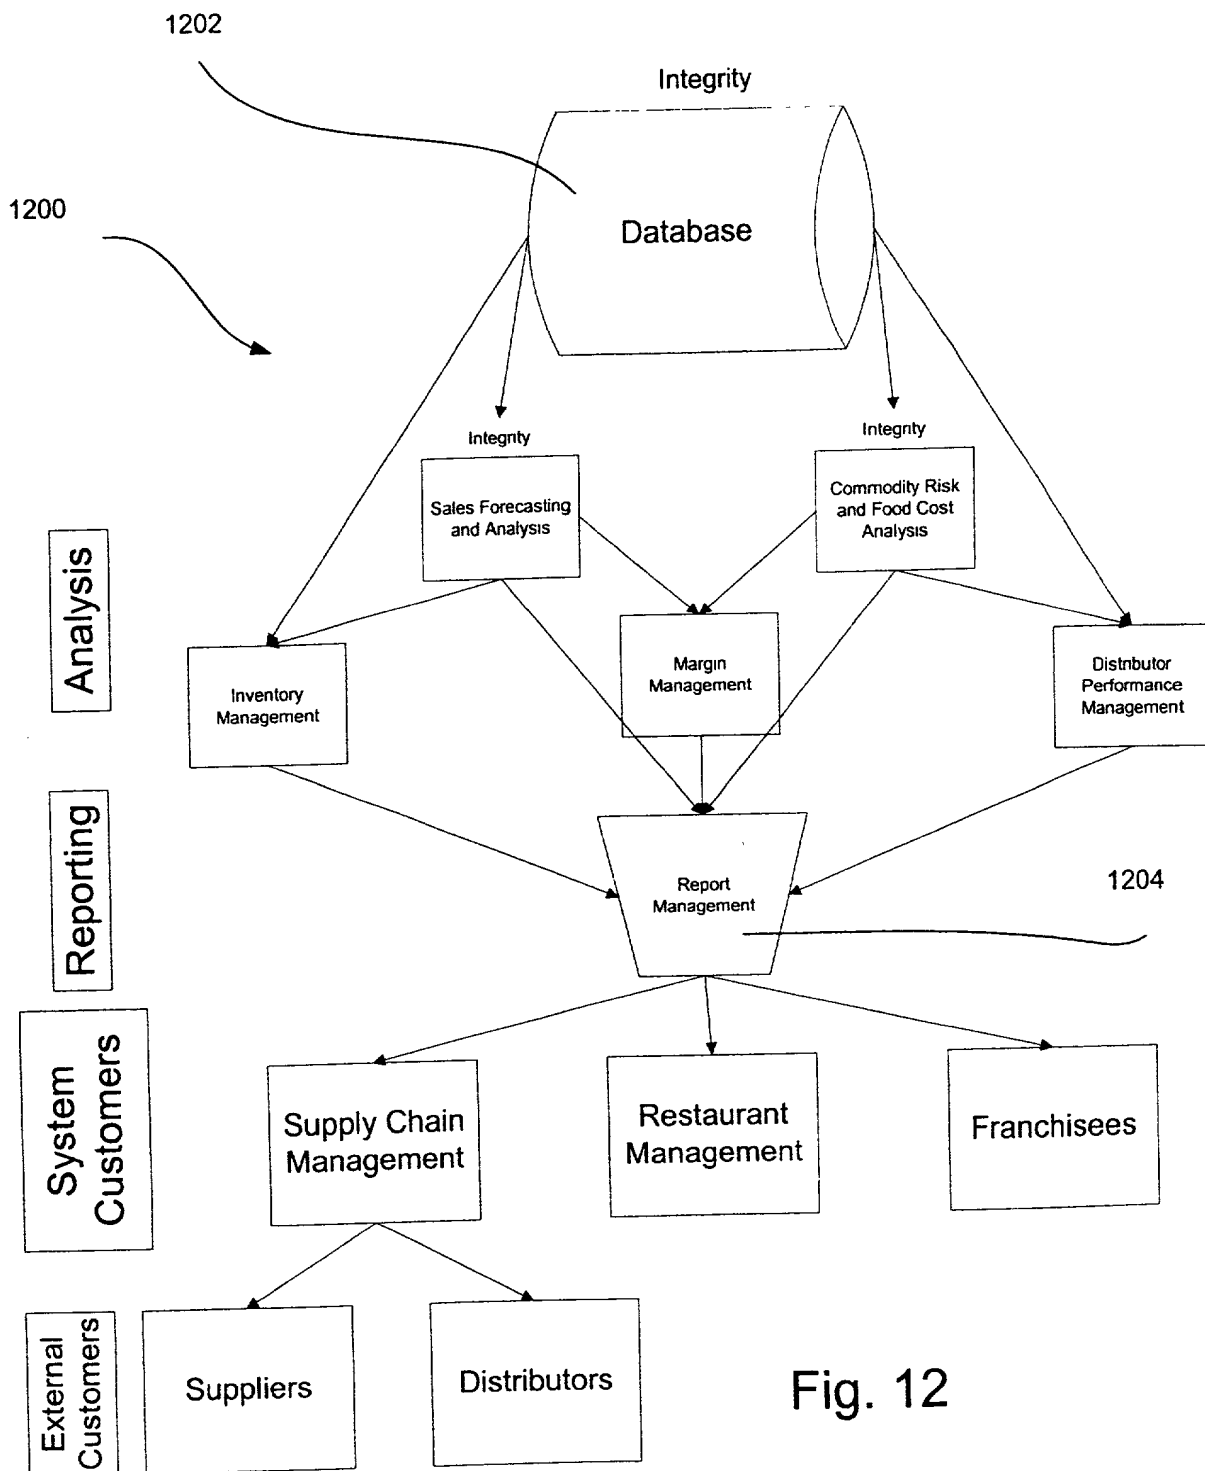 1202
Integrity
1200
Database
Integrity
Integrity
Sales Forecasting
and Analysis
Commodity Risk
and Food Cost
Analysis
Analysis
Inventory
Management
Margin
Management
Distributor
Performance
Management
Reporting
Report
Management
1204
System
Customers
Supply Chain
Management
Restaurant
Management
Franchisees
External
Customers
Suppliers
Distributors
Fig. 12